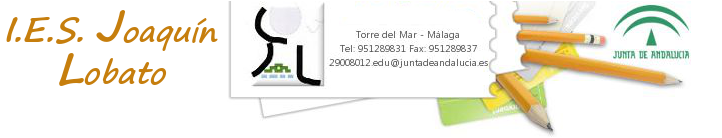 I.E.S. Joaquín
Lobato
Torre del Mar - Málaga
Tel: 951289831 Fax: 951289837
29008012.edu@juntadeandalucia.es
JUNTA DE ANDALUCIA